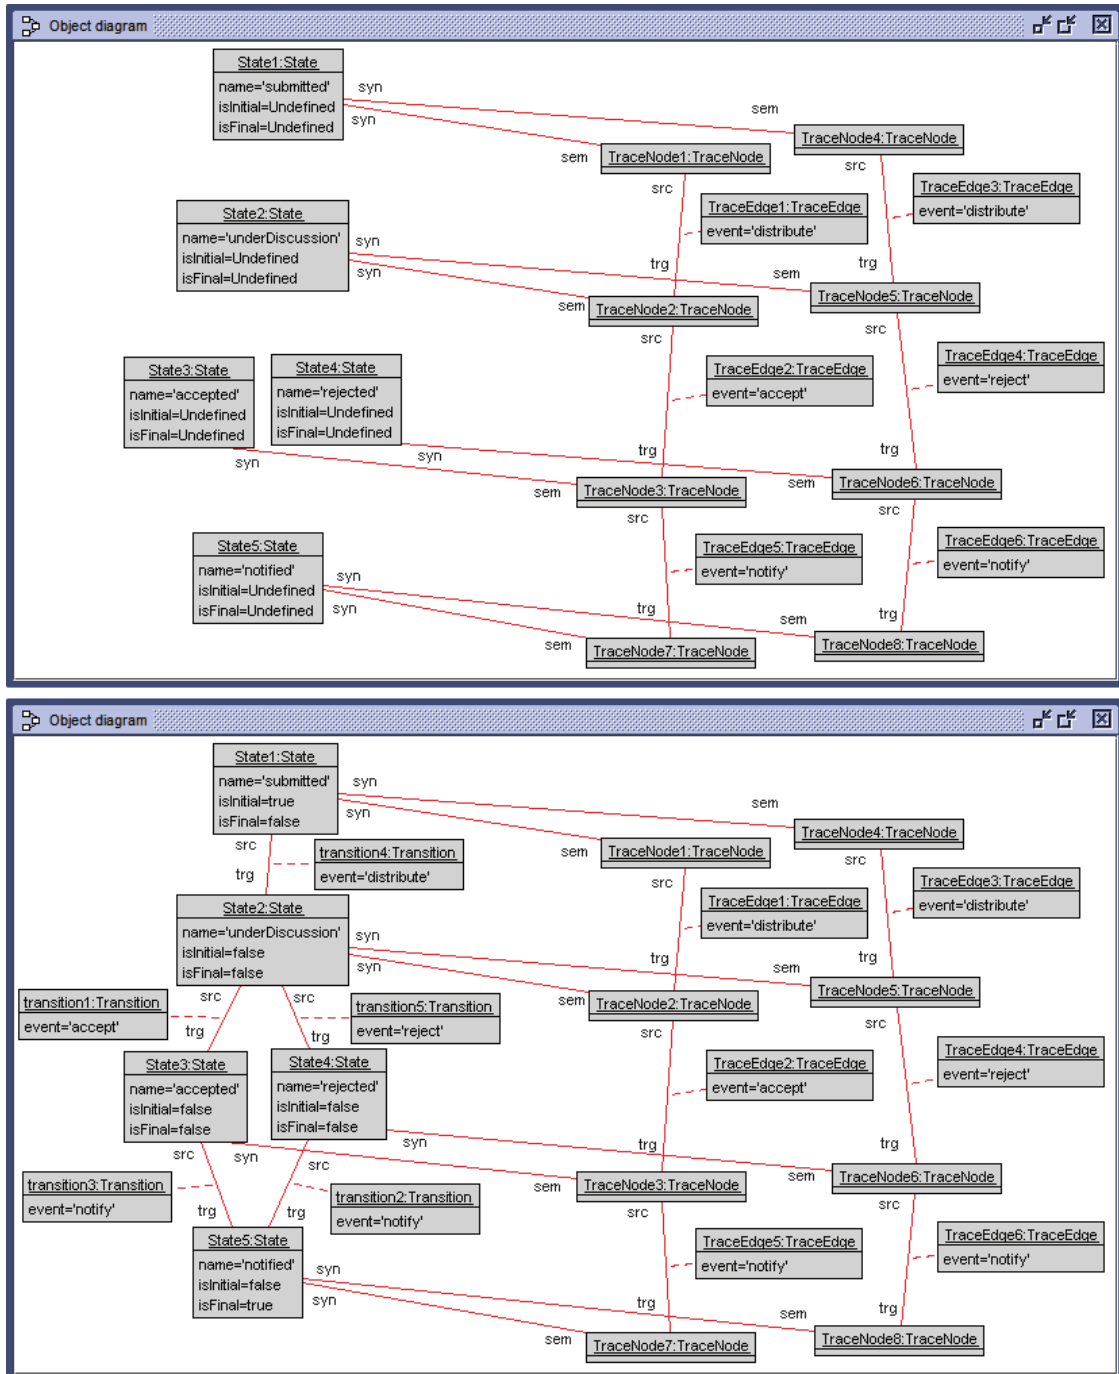 Object diagram
State1:State
name='submitted'
isInitial=Undefined
isFinal=Undefined
syn
syn
sem
TraceNode4:TraceNode
sem
TraceNode1:TraceNode
src
src
TraceEdge3:TraceEdge
event='distribute'
TraceEdge1:TraceEdge
event='distribute'
State2:State
name='underDiscussion'
isInitial=Undefined
isFinal=Undefined
syn
syn
trg
trg
sem
TraceNode5:TraceNode
sem
TraceNode2:TraceNode
src
src
State3:State
name='accepted'
isInitial=Undefined
isFinal=Undefined
State4:State
name='rejected'
isInitial=Undefined
isFinal=Undefined
TraceEdge2:TraceEdge
event='accept'
TraceEdge4:TraceEdge
event='reject'
syn
syn
trg
trg
sem
TraceNode3:TraceNode
sem
TraceNode6:TraceNode
src
src
State5:State
name='notified'
isInitial=Undefined
isFinal=Undefined
syn
syn
TraceEdge5:TraceEdge
event='notify'
TraceEdge6:TraceEdge
event='notify'
trg
trg
sem
TraceNode7:TraceNode
sem
TraceNode8:TraceNode
Object diagram
State1:State
name='submitted'
isInitial=true
isFinal=false
syn
syn
sem
TraceNode4:TraceNode
sem
TraceNode1:TraceNode
src
trg
transition4:Transition
event='distribute'
src
src
TraceEdge3:TraceEdge
event='distribute'
TraceEdge1:TraceEdge
event='distribute'
State2:State
name='underDiscussion'
isInitial=false
isFinal=false
syn
syn
trg
trg
sem
TraceNode5:TraceNode
sem
TraceNode2:TraceNode
src
src
transition1:Transition
event='accept'
src
trg
src
trg
transition5:Transition
event='reject'
State3:State
name='accepted'
isInitial=false
isFinal=false
State4:State
name='rejected'
isInitial=false
isFinal=false
TraceEdge2:TraceEdge
event='accept'
TraceEdge4:TraceEdge
event='reject'
src
syn
syn
src
trg
trg
sem
TraceNode3:TraceNode
sem
TraceNode6:TraceNode
src
src
transition3:Transition
event='notify'
trg
trg
transition2:Transition
event='notify'
State5:State
name='notified'
isInitial=false
isFinal=true
syn
syn
TraceEdge5:TraceEdge
event='notify'
TraceEdge6:TraceEdge
event='notify'
trg
trg
sem
TraceNode7:TraceNode
sem
TraceNode8:TraceNode